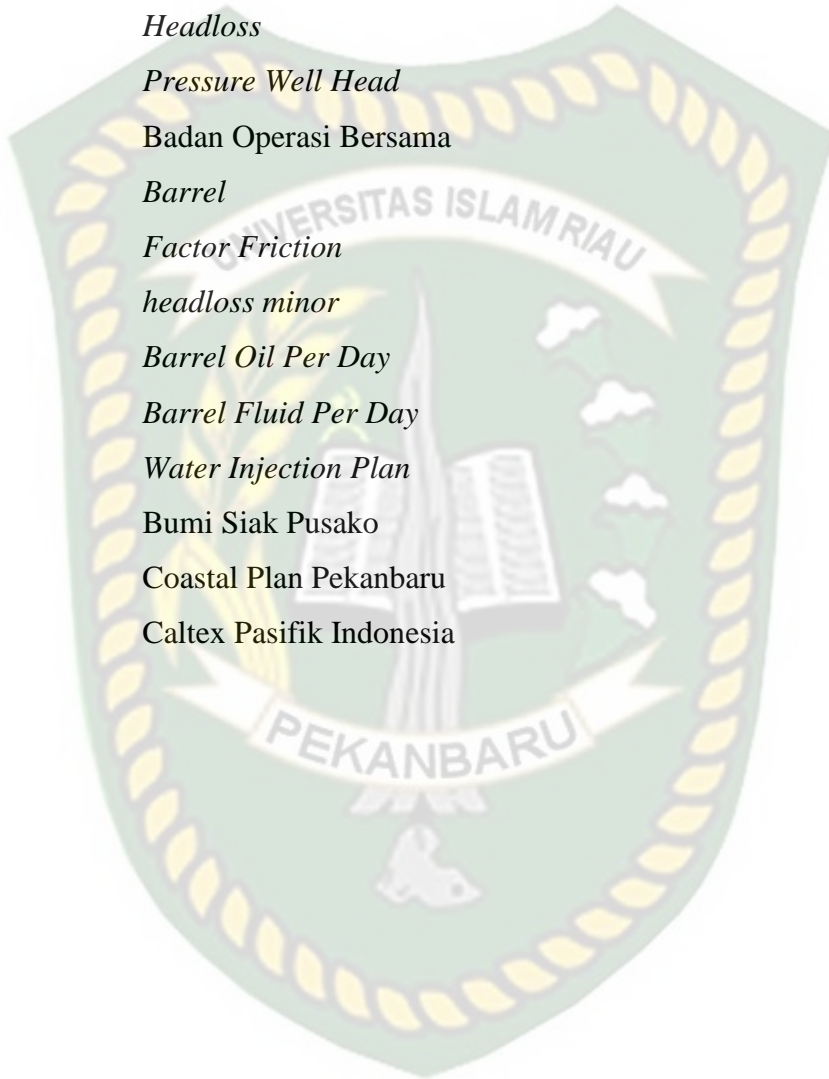 Headloss
Pressure Well Head
Badan Operasi Bersama
Barrel
UNIVERSITAS ISLAM RIAU
Factor Friction
headloss minor
Barrel Oil Per Day
Barrel Fluid Per Day
Water Injection Plan
Bumi Siak Pusako
Coastal Plan Pekanbaru
Caltex Pasifik Indonesia
PEKANBARU